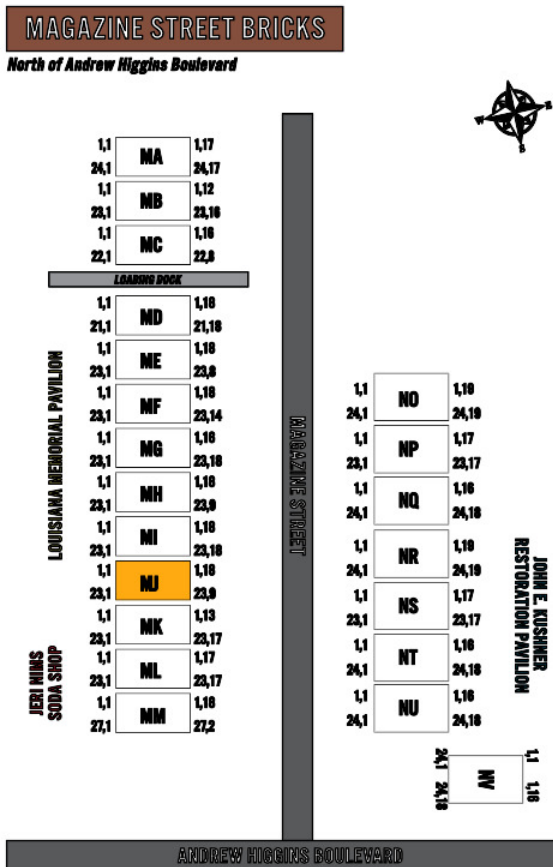 MAGAZINE STREET BRICKS
North of Andrew Higgins Boulevard
N
W E
S
1,1 MA 1,17
24,1 24,17
1,1 MB 1,12
23,1 23,16
1,1 MC 1,16
22,1 22,8
LOADING DOCK
1,1 MD 1,18
21,1 21,18
1,1 ME 1,18
23,1 23,8
1,1 MF 1,18
23,1 23,14
1,1 MG 1,16
23,1 23,18
1,1 MH 1,18
23,1 23,9
1,1 MI 1,18
23,1 23,18
1,1 MJ 1,18
23,1 23,9
1,1 MK 1,13
23,1 23,17
1,1 ML 1,17
23,1 23,17
1,1 MM 1,18
27,1 27,2
LOUISIANA MEMORIAL PAVILION
JERI NIMS
SODA SHOP
MAGAZINE STREET
1,1 NO 1,19
24,1 24,19
1,1 NP 1,17
23,1 23,17
1,1 NQ 1,16
24,1 24,18
1,1 NR 1,19
24,1 24,19
1,1 NS 1,17
23,1 23,17
1,1 NT 1,16
24,1 24,18
1,1 NU 1,16
24,1 24,18
JOHN E. KUSHNER
RESTORATION PAVILION
24,1 NV 1,1
24,18 1,16
ANDREW HIGGINS BOULEVARD